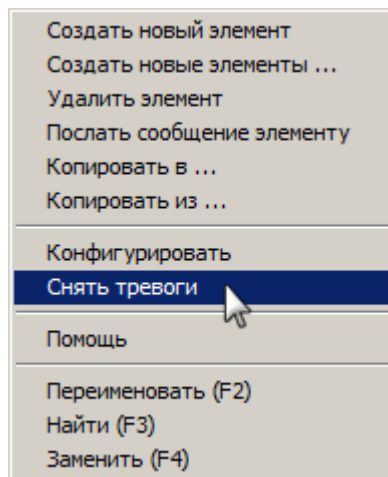 Создать новый элемент
Создать новые элементы ...
Удалить элемент
Послать сообщение элементу
Копировать в ...
Копировать из ...
Конфигурировать
Снять тревоги
Помощь
Переименовать (F2)
Найти (F3)
Заменить (F4)